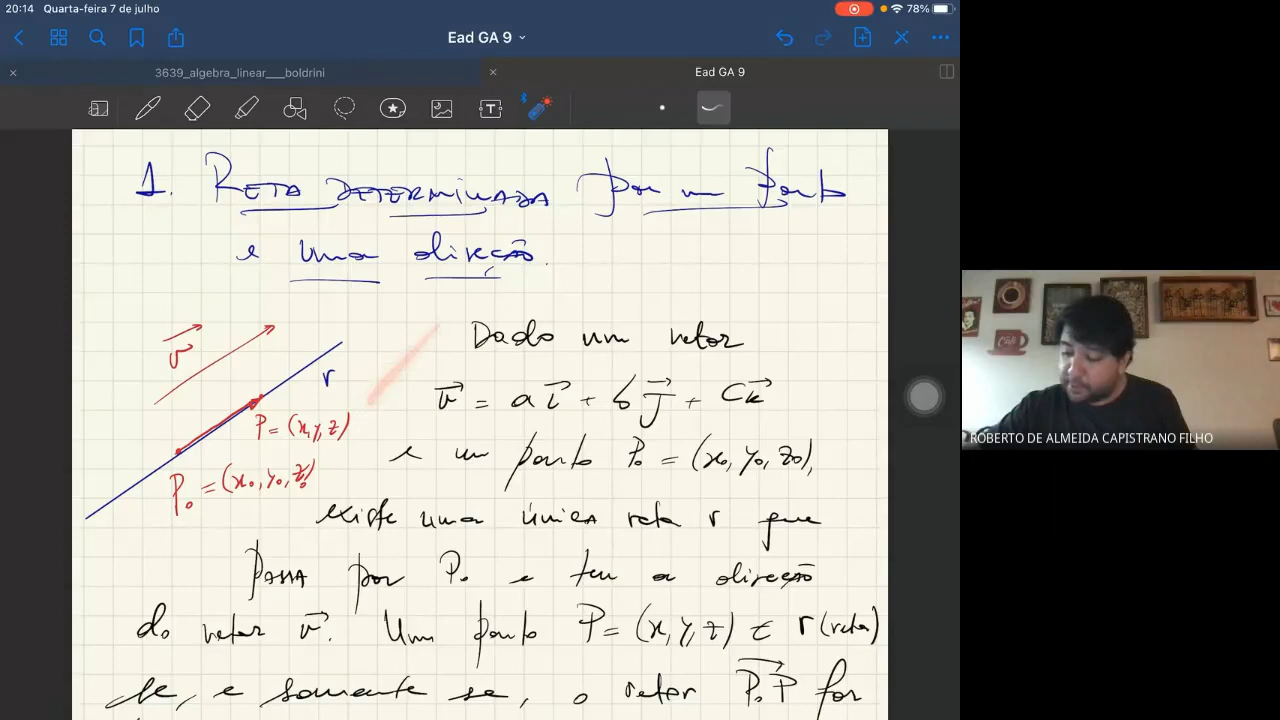 20:14 Quarta-feira 7 de julho
78%
Ead GA 9
3639_algebra_linear___boldrini
Ead GA 9
1. RETA DETERMINADA por um ponto
e uma direção.
Dado um vetor
v⃗ = a i⃗ + b j⃗ + c k⃗
e um ponto P₀ = (x₀, y₀, z₀),
existe uma única reta r que
passa por P₀ e tem a direção
do vetor v⃗. Um ponto P = (x, y, z) ∈ r (reta)
se, e somente se, o vetor P₀P⃗ for
v⃗
r
P = (x, y, z)
P₀ = (x₀, y₀, z₀)
ROBERTO DE ALMEIDA CAPISTRANO FILHO